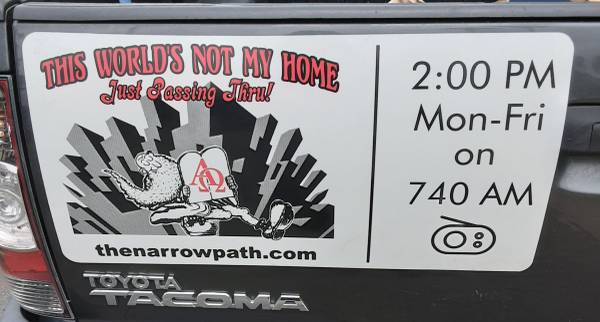 THIS WORLD'S NOT MY HOME
Just Passing Thru!
ΑΩ
thenarrowpath.com
2:00 PM
Mon-Fri
on
740 AM
TOYOTA
TACOMA